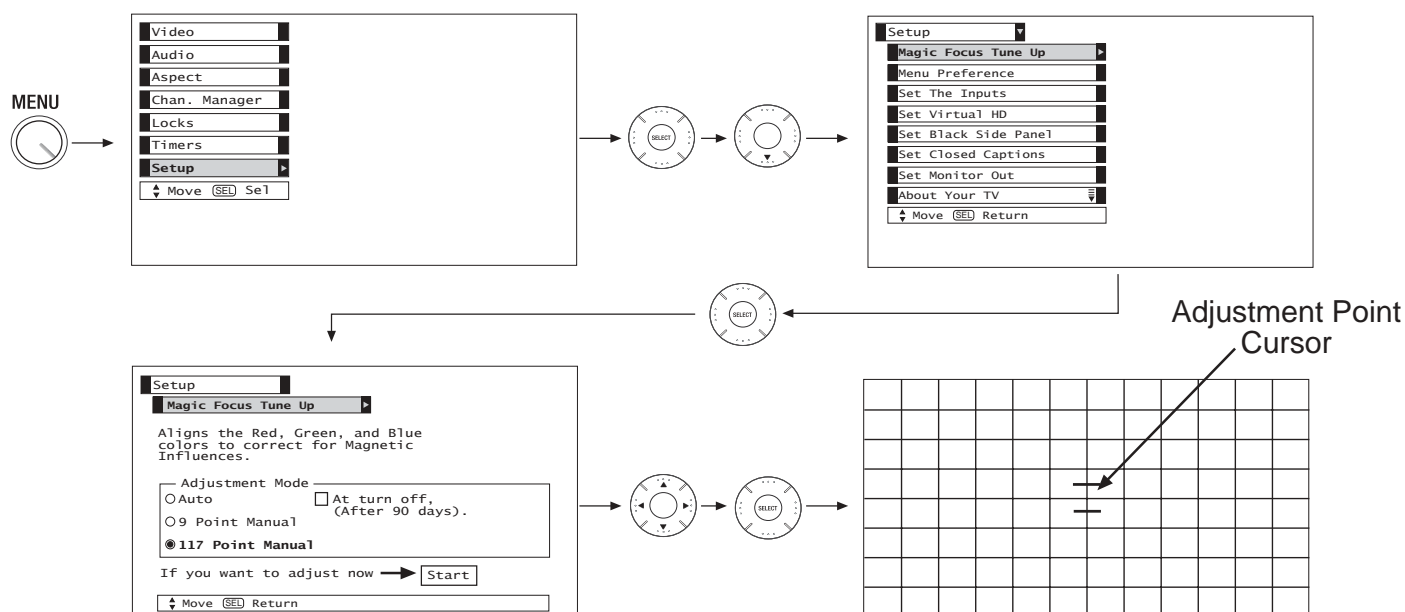 MENU
Video
Audio
Aspect
Chan. Manager
Locks
Timers
Setup
Move SEL Sel
SELECT
Setup
Magic Focus Tune Up
Menu Preference
Set The Inputs
Set Virtual HD
Set Black Side Panel
Set Closed Captions
Set Monitor Out
About Your TV
Move SEL Return
SELECT
Adjustment Point
Cursor
Setup
Magic Focus Tune Up
Aligns the Red, Green, and Blue
colors to correct for Magnetic
Influences.
Adjustment Mode
Auto
At turn off,
(After 90 days).
9 Point Manual
117 Point Manual
If you want to adjust now
Start
Move SEL Return
SELECT